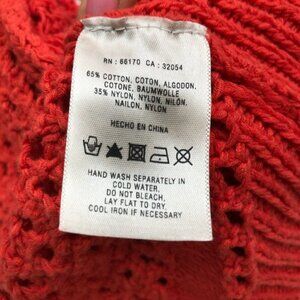 RN : 66170 CA : 32054
65% COTTON, COTON, ALGODON,
COTONE, BAUMWOLLE
35% NYLON, NYLON, NILÓN,
NAILON, NYLON
HECHO EN CHINA
HAND WASH SEPARATELY IN
COLD WATER,
DO NOT BLEACH,
LAY FLAT TO DRY.
COOL IRON IF NECESSARY